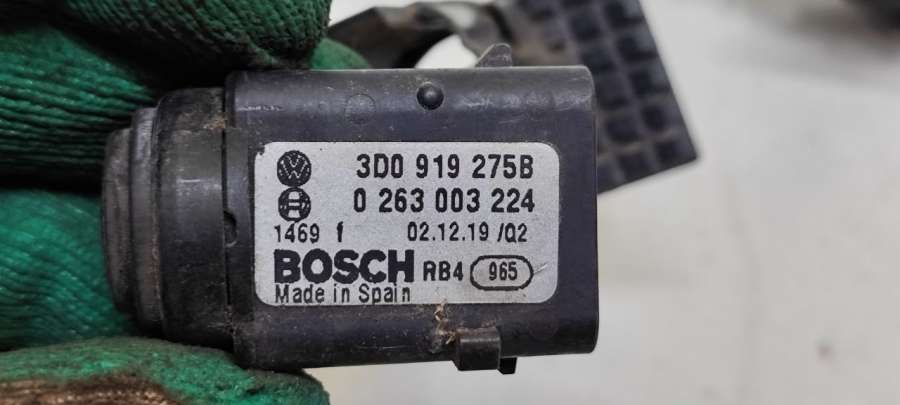 3D0 919 275B
0 263 003 224
1469 f 02.12.19 /Q2
BOSCH RB4 965
Made in Spain